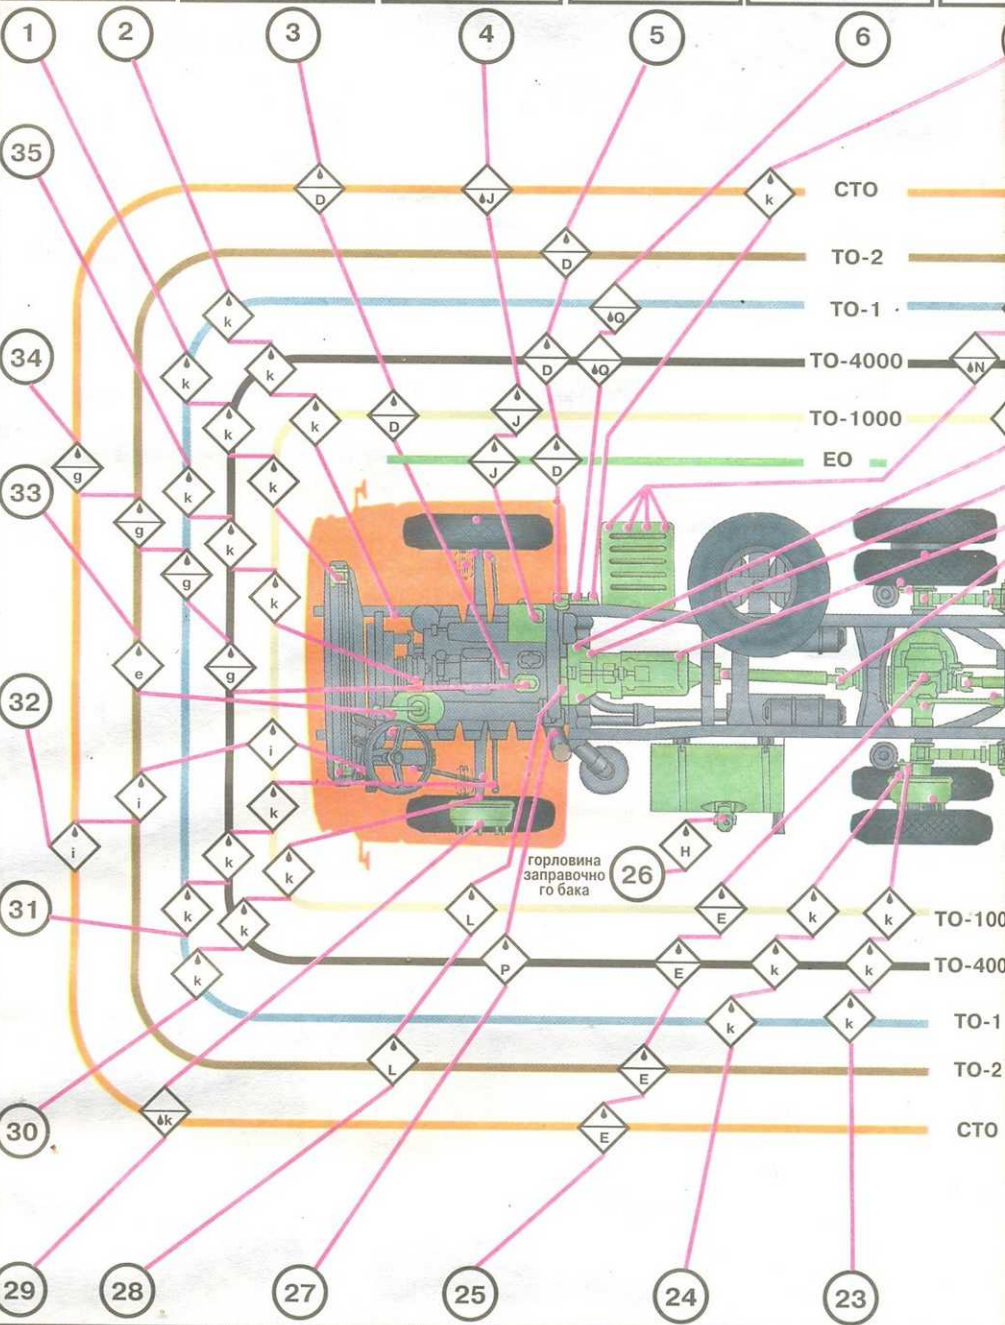 1 2 3 4 5 6
35
D J k СТО
D ТО-2
k Q ТО-1
34
k k D Q ТО-4000 N
k D J ТО-1000
g k k J D ЕО
33
g k k
g k
e g
32
i
i k
i k k
горловина
заправочно
го бака
26 H
31
k k L E k k ТО-100
k P E k k ТО-400
k k ТО-1
L E ТО-2
30
k E СТО
29 28 27 25 24 23